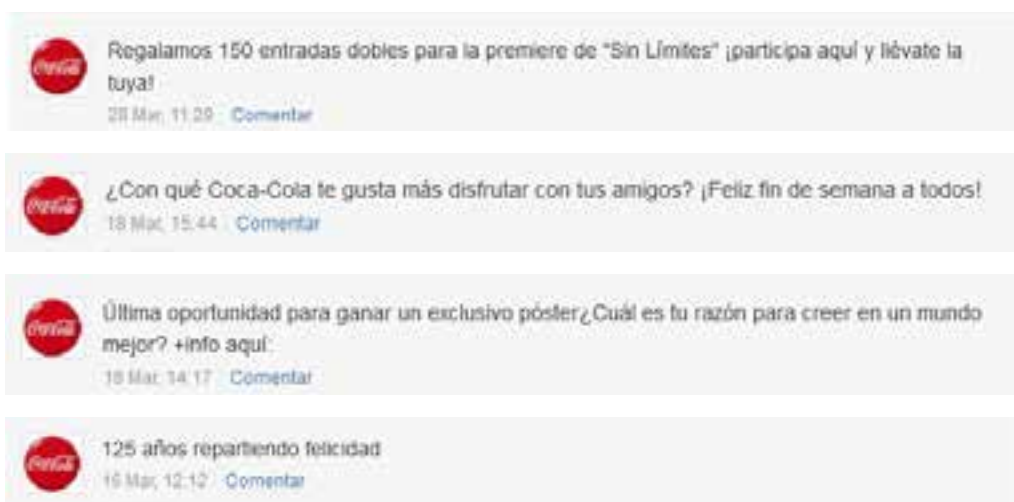 Regalamos 150 entradas dobles para la premiere de "Sin Límites" ¡participa aquí y llévate la
tuya!
28 Mar, 11:29 Comentar
¿Con qué Coca-Cola te gusta más disfrutar con tus amigos? ¡Feliz fin de semana a todos!
18 Mar, 15:44 Comentar
Última oportunidad para ganar un exclusivo póster¿Cuál es tu razón para creer en un mundo
mejor? +info aquí:
Mar, 14:17 Comentar
125 años repartiendo felicidad
16 Mar, 12:12 Comentar